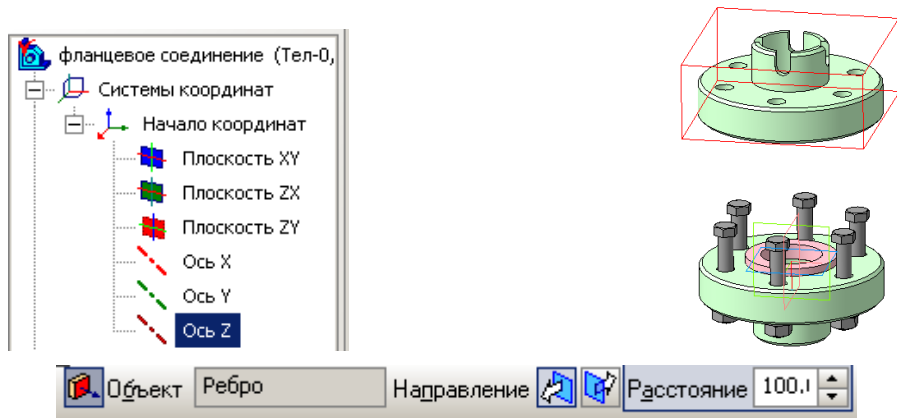 фланцевое соединение (Тел-0,
Системы координат
Начало координат
Плоскость XY
Плоскость ZX
Плоскость ZY
Ось X
Ось Y
Ось Z
Объект Ребро Направление Расстояние 100,